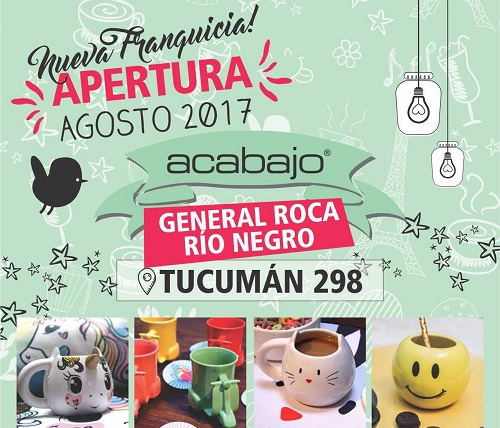 Nueva Franquicia!
APERTURA
AGOSTO 2017
acabajo®
GENERAL ROCA
RÍO NEGRO
TUCUMÁN 298